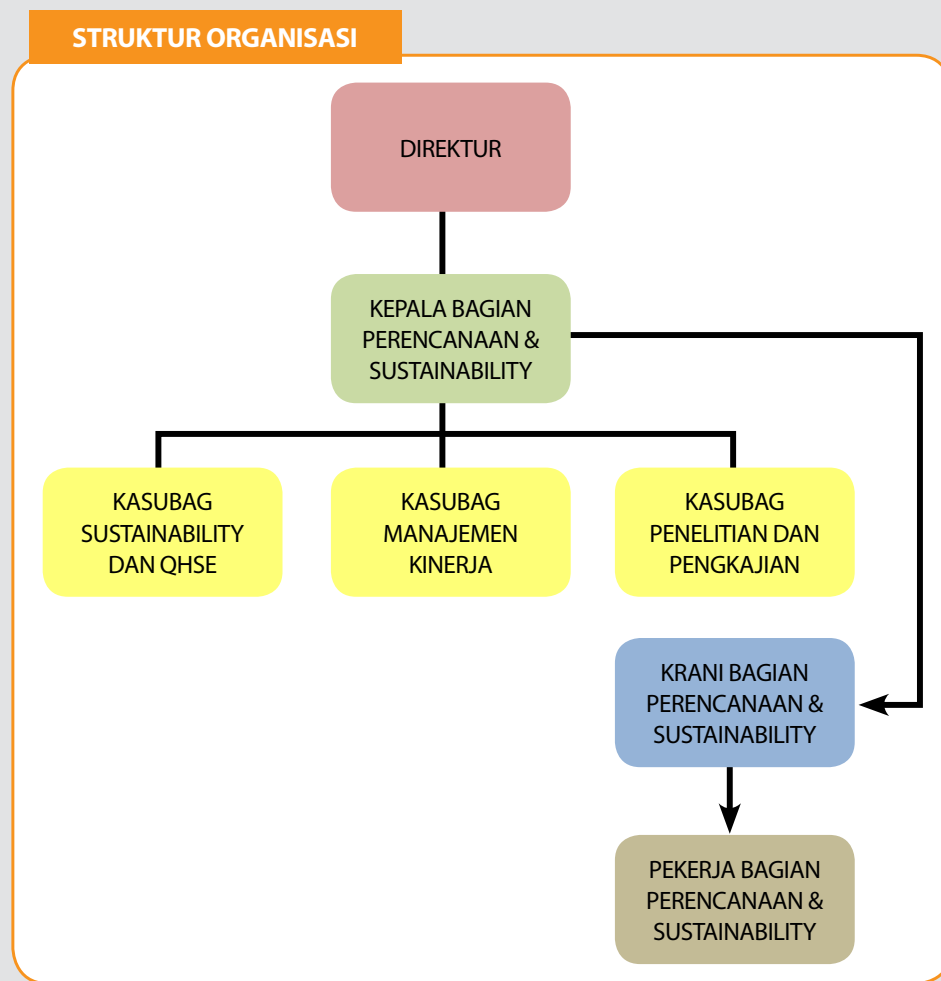 STRUKTUR ORGANISASI
DIREKTUR
KEPALA BAGIAN
PERENCANAAN &
SUSTAINABILITY
KASUBAG
SUSTAINABILITY
DAN QHSE
KASUBAG
MANAJEMEN
KINERJA
KASUBAG
PENELITIAN DAN
PENGKAJIAN
KRANI BAGIAN
PERENCANAAN &
SUSTAINABILITY
PEKERJA BAGIAN
PERENCANAAN &
SUSTAINABILITY